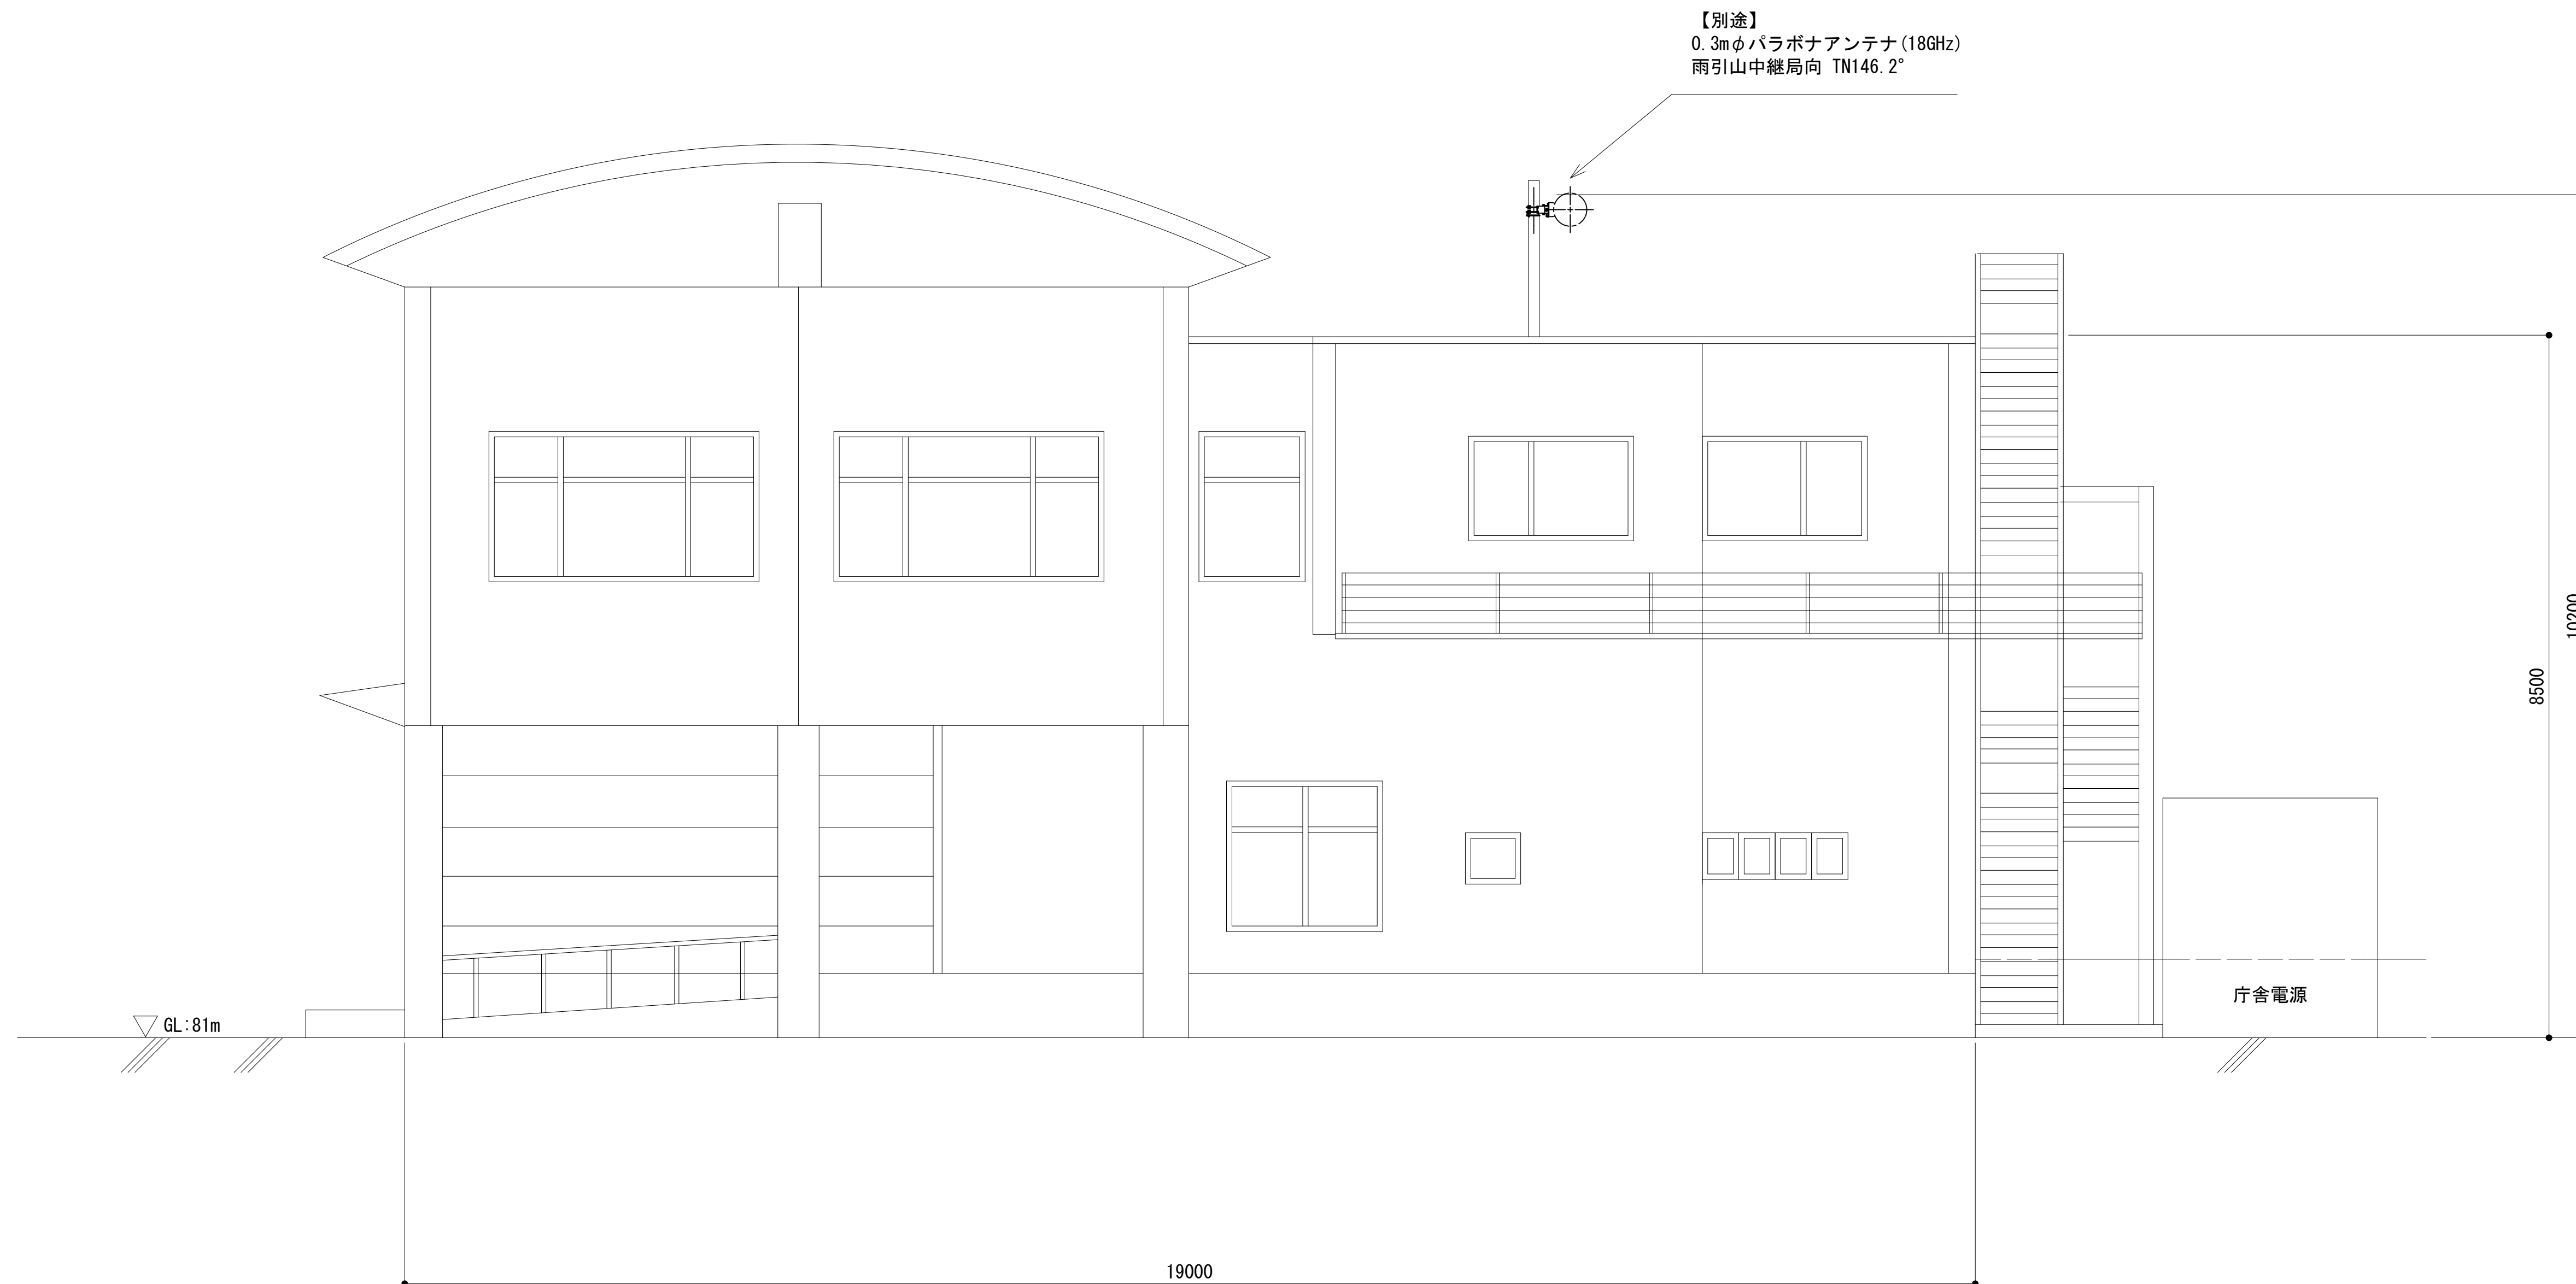 【別途】
0.3mφパラボナアンテナ(18GHz)
雨引山中継局向 TN146.2°
10200
8500
庁舎電源
GL:81m
19000